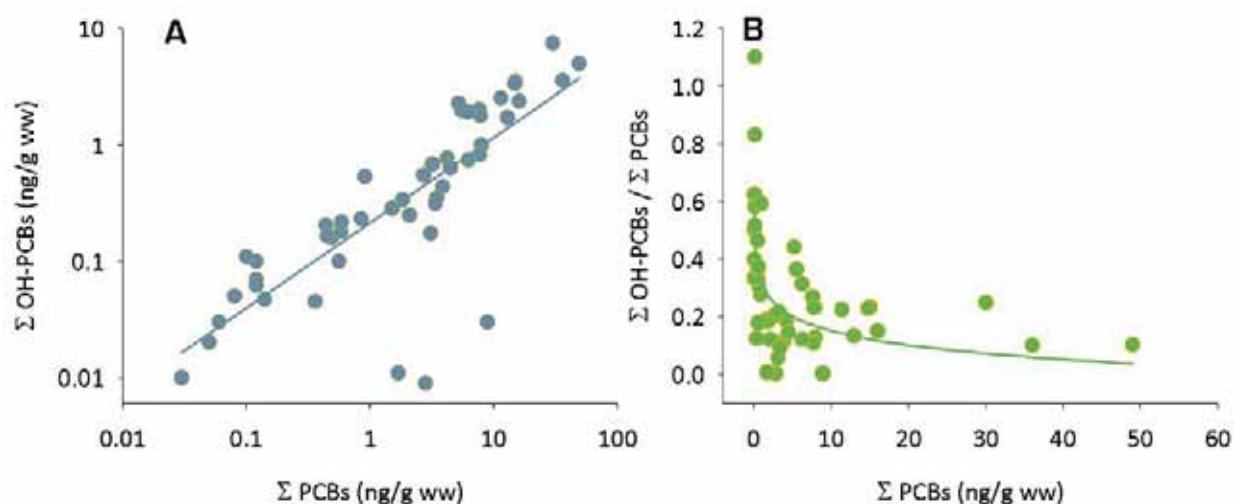 A
10
1
0.1
0.01
0.01 0.1 1 10 100
Σ OH-PCBs (ng/g ww)
Σ PCBs (ng/g ww)
B
1.2
1.0
0.8
0.6
0.4
0.2
0.0
0 10 20 30 40 50 60
Σ OH-PCBs / Σ PCBs
Σ PCBs (ng/g ww)